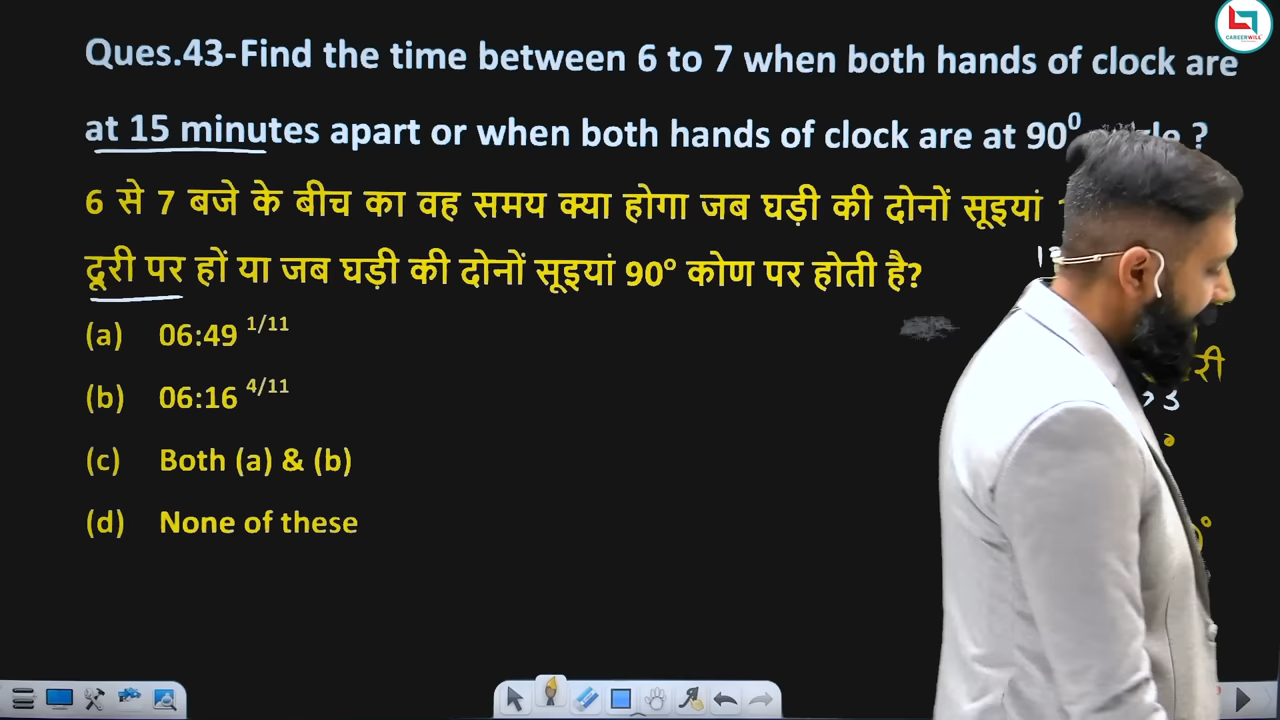 CAREERWILL
Ques.43-Find the time between 6 to 7 when both hands of clock are
at 15 minutes apart or when both hands of clock are at 90⁰ ?
6 से 7 बजे के बीच का वह समय क्या होगा जब घड़ी की दोनों सूइयां
दूरी पर हों या जब घड़ी की दोनों सूइयां 90° कोण पर होती है?
(a) 06:49 1/11
(b) 06:16 4/11
(c) Both (a) & (b)
(d) None of these